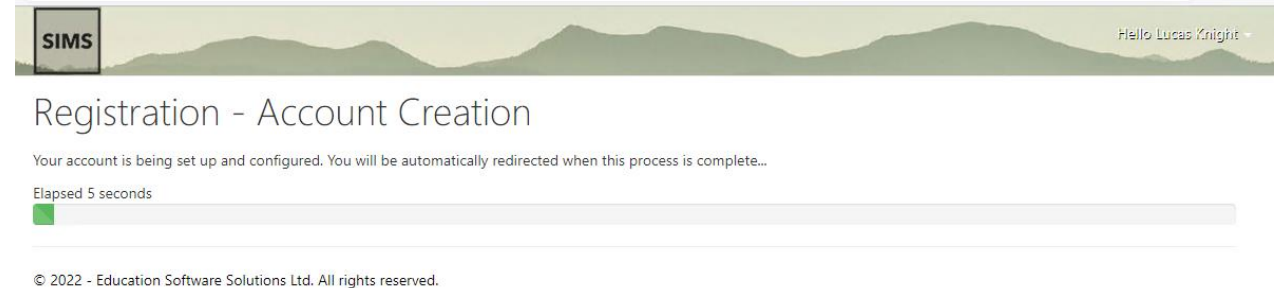 SIMS
Hello Lucas Knight
Registration - Account Creation
Your account is being set up and configured. You will be automatically redirected when this process is complete...
Elapsed 5 seconds
© 2022 - Education Software Solutions Ltd. All rights reserved.